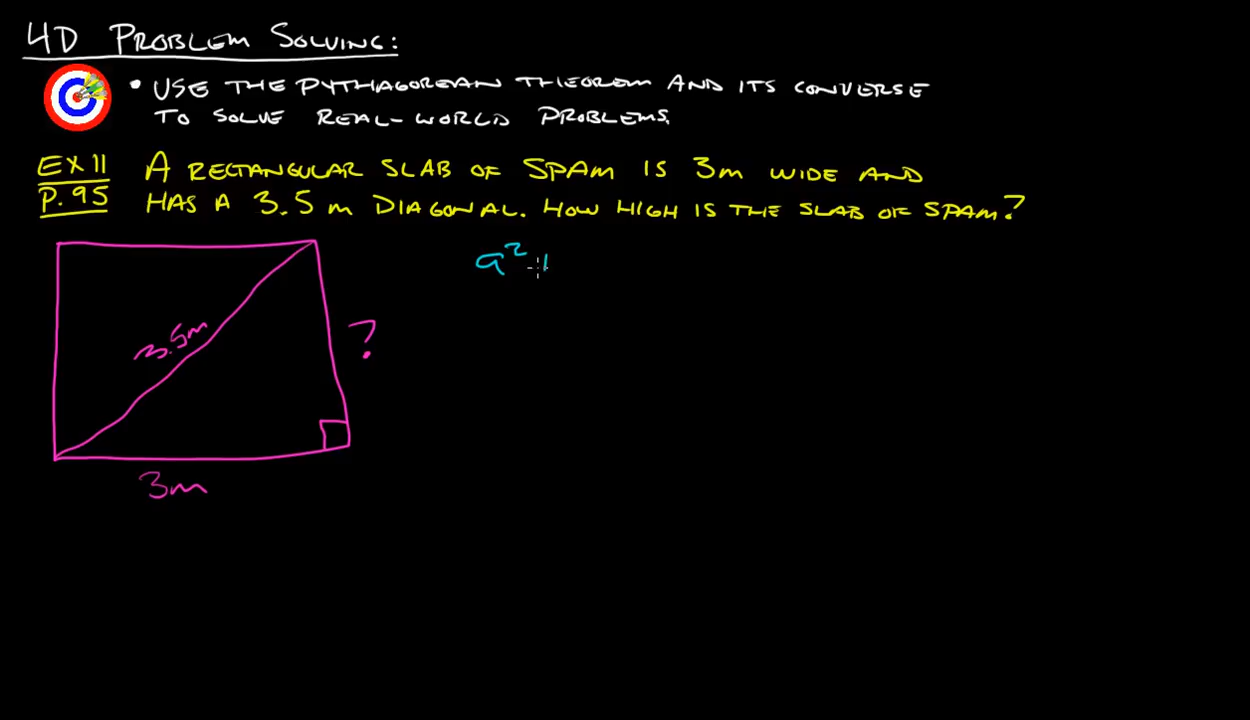 4D PROBLEM SOLVING:
• USE THE PYTHAGOREAN THEOREM AND ITS CONVERSE
TO SOLVE REAL-WORLD PROBLEMS.
EX 11 A RECTANGULAR SLAB OF SPAM IS 3m WIDE AND
P. 95 HAS A 3.5 m DIAGONAL. HOW HIGH IS THE SLAB OF SPAM?
a²
3.5m
?
3m